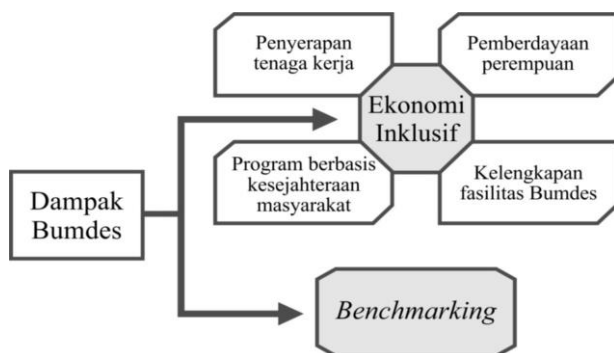 Penyerapan
tenaga kerja
Pemberdayaan
perempuan
Ekonomi
Inklusif
Program berbasis
kesejahteraan
masyarakat
Kelengkapan
fasilitas Bumdes
Dampak
Bumdes
Benchmarking